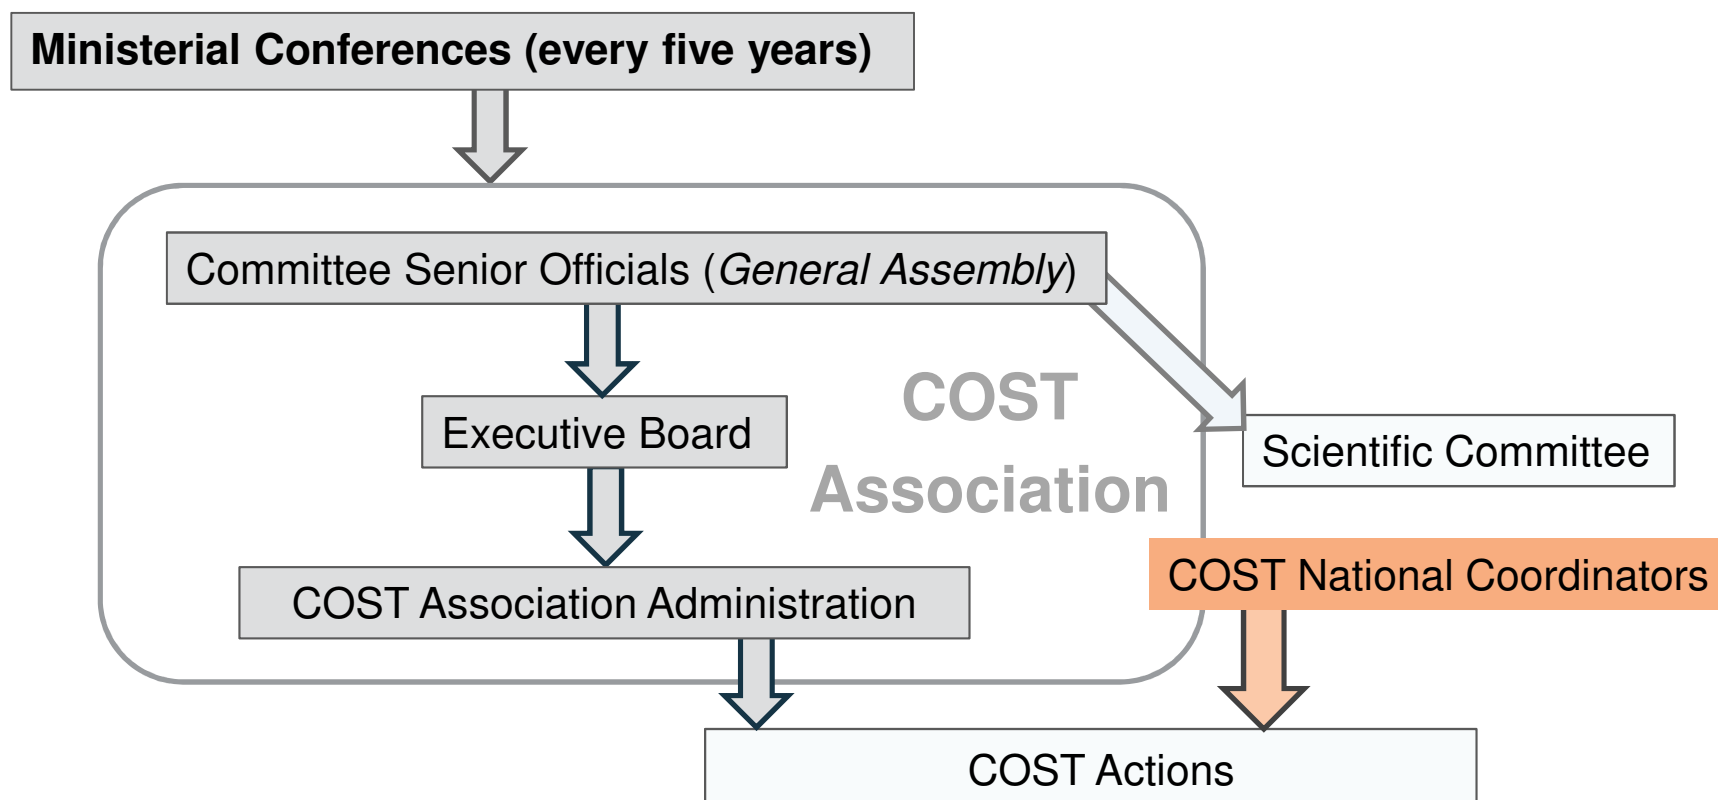 Ministerial Conferences (every five years)
Committee Senior Officials (General Assembly)
COST
Association
Executive Board
Scientific Committee
COST National Coordinators
COST Association Administration
COST Actions